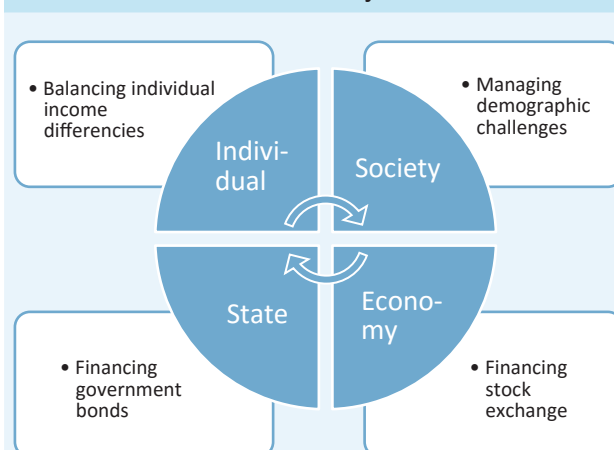 • Balancing individual
income
differencies
• Managing
demographic
challenges
Indivi-
dual
Society
State
Econo-
my
• Financing
government
bonds
• Financing
stock
exchange